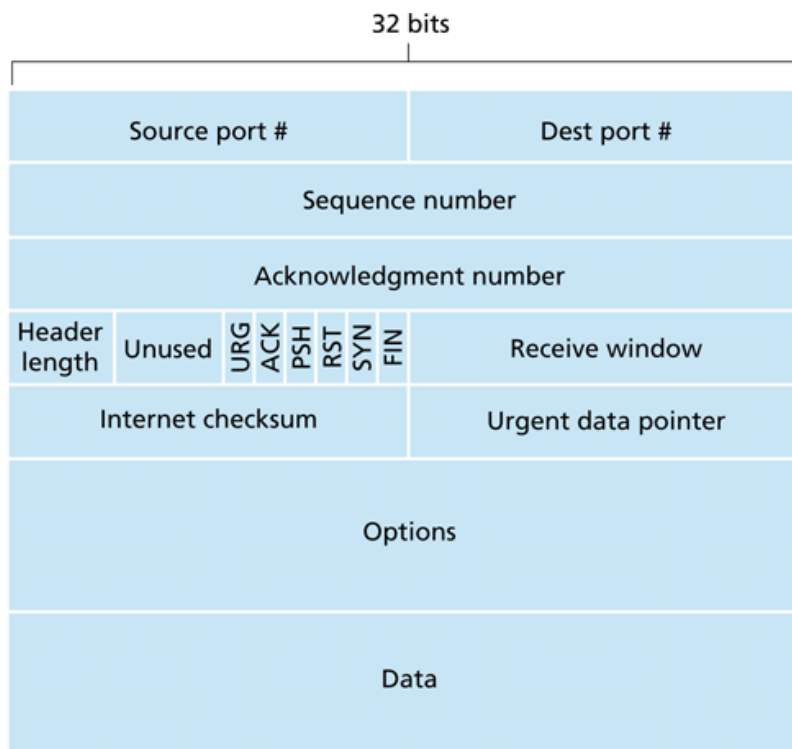 32 bits
Source port #
Dest port #
Sequence number
Acknowledgment number
Header
length
Unused
URG
ACK
PSH
RST
SYN
FIN
Receive window
Internet checksum
Urgent data pointer
Options
Data